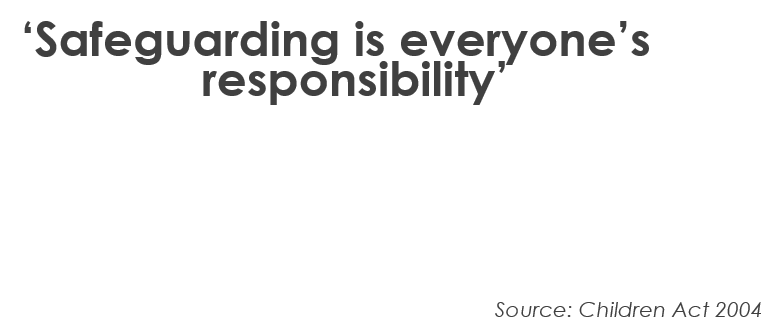 ‘Safeguarding is everyone’s
responsibility’
Source: Children Act 2004